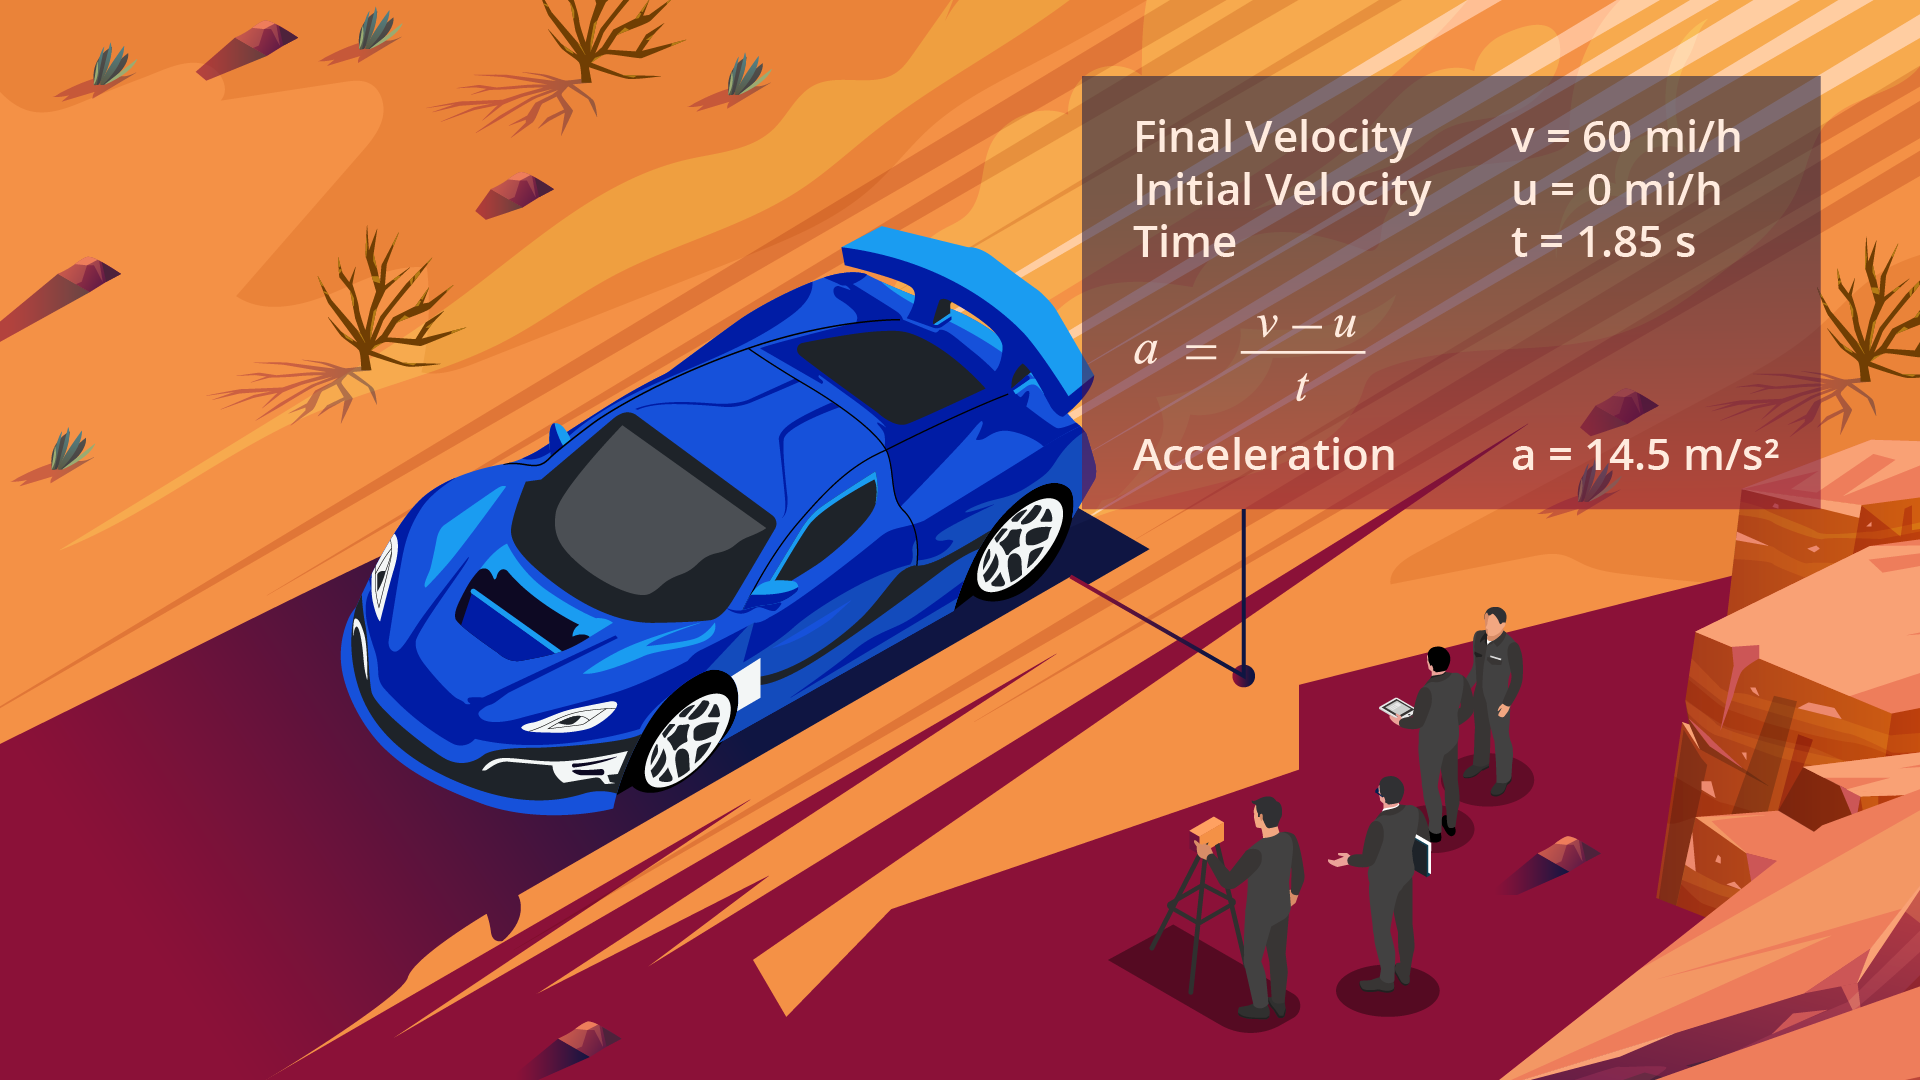 Final Velocity v = 60 mi/h
Initial Velocity u = 0 mi/h
Time t = 1.85 s
a = (v – u) / t
Acceleration a = 14.5 m/s²